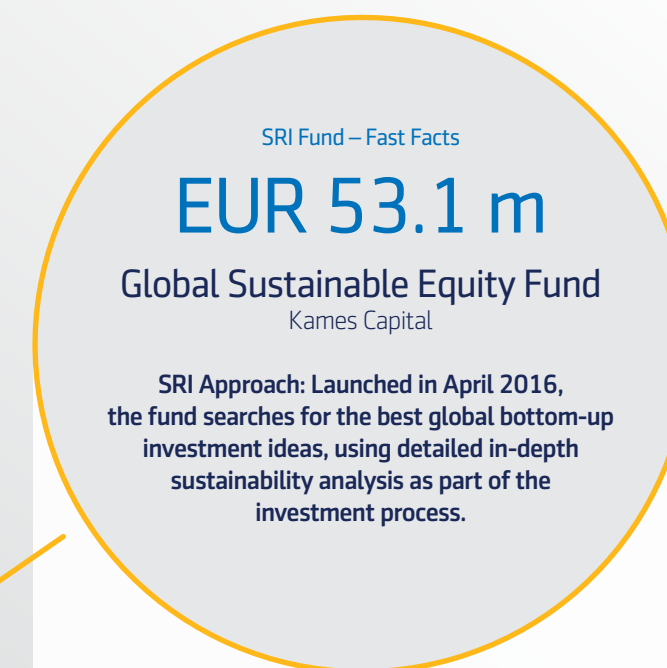 SRI Fund – Fast Facts
EUR 53.1 m
Global Sustainable Equity Fund
Kames Capital
SRI Approach: Launched in April 2016,
the fund searches for the best global bottom-up
investment ideas, using detailed in-depth
sustainability analysis as part of the
investment process.